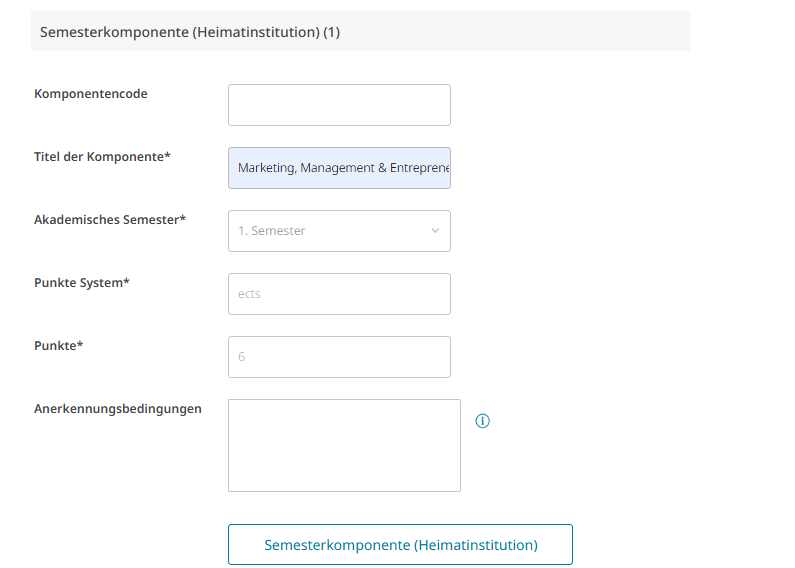 Semesterkomponente (Heimatinstitution) (1)
Komponentencode
Titel der Komponente*
Marketing, Management & Entreprene
Akademisches Semester*
1. Semester
Punkte System*
ects
Punkte*
6
Anerkennungsbedingungen
Semesterkomponente (Heimatinstitution)